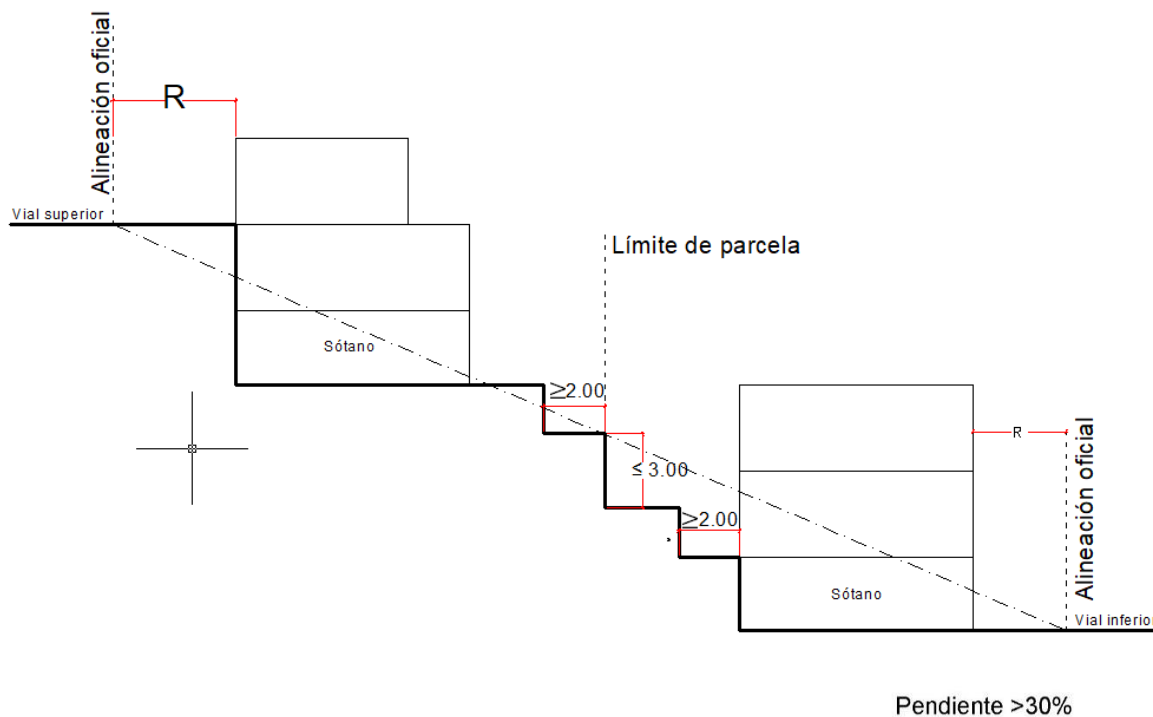 Alineación oficial
R
Vial superior
Límite de parcela
Sótano
≥2.00
≤ 3.00
≥2.00
R
Alineación oficial
Sótano
Vial inferior
Pendiente >30%